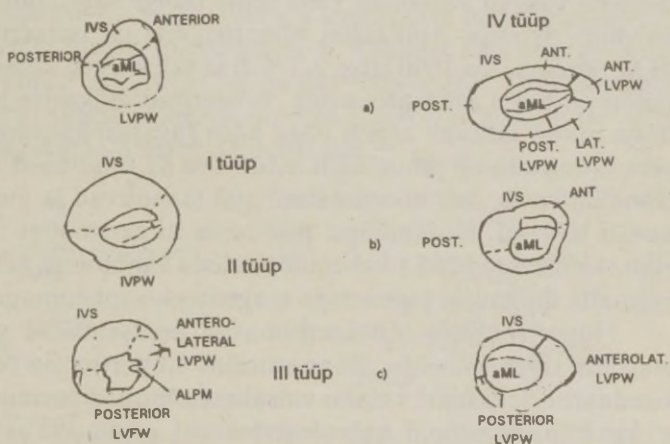 IVS
ANTERIOR
POSTERIOR
aML
LVPW
I tüüp
IVS
IVPW
II tüüp
IVS
ANTERO-
LATERAL
LVPW
ALPM
POSTERIOR
LVFW
III tüüp
IV tüüp
a)
IVS
ANT.
ANT.
LVPW
POST.
aML
POST.
LVPW
LAT.
LVPW
b)
IVS
ANT
POST.
aML
c)
IVS
aML
ANTEROLAT.
LVPW
POSTERIOR
LVPW